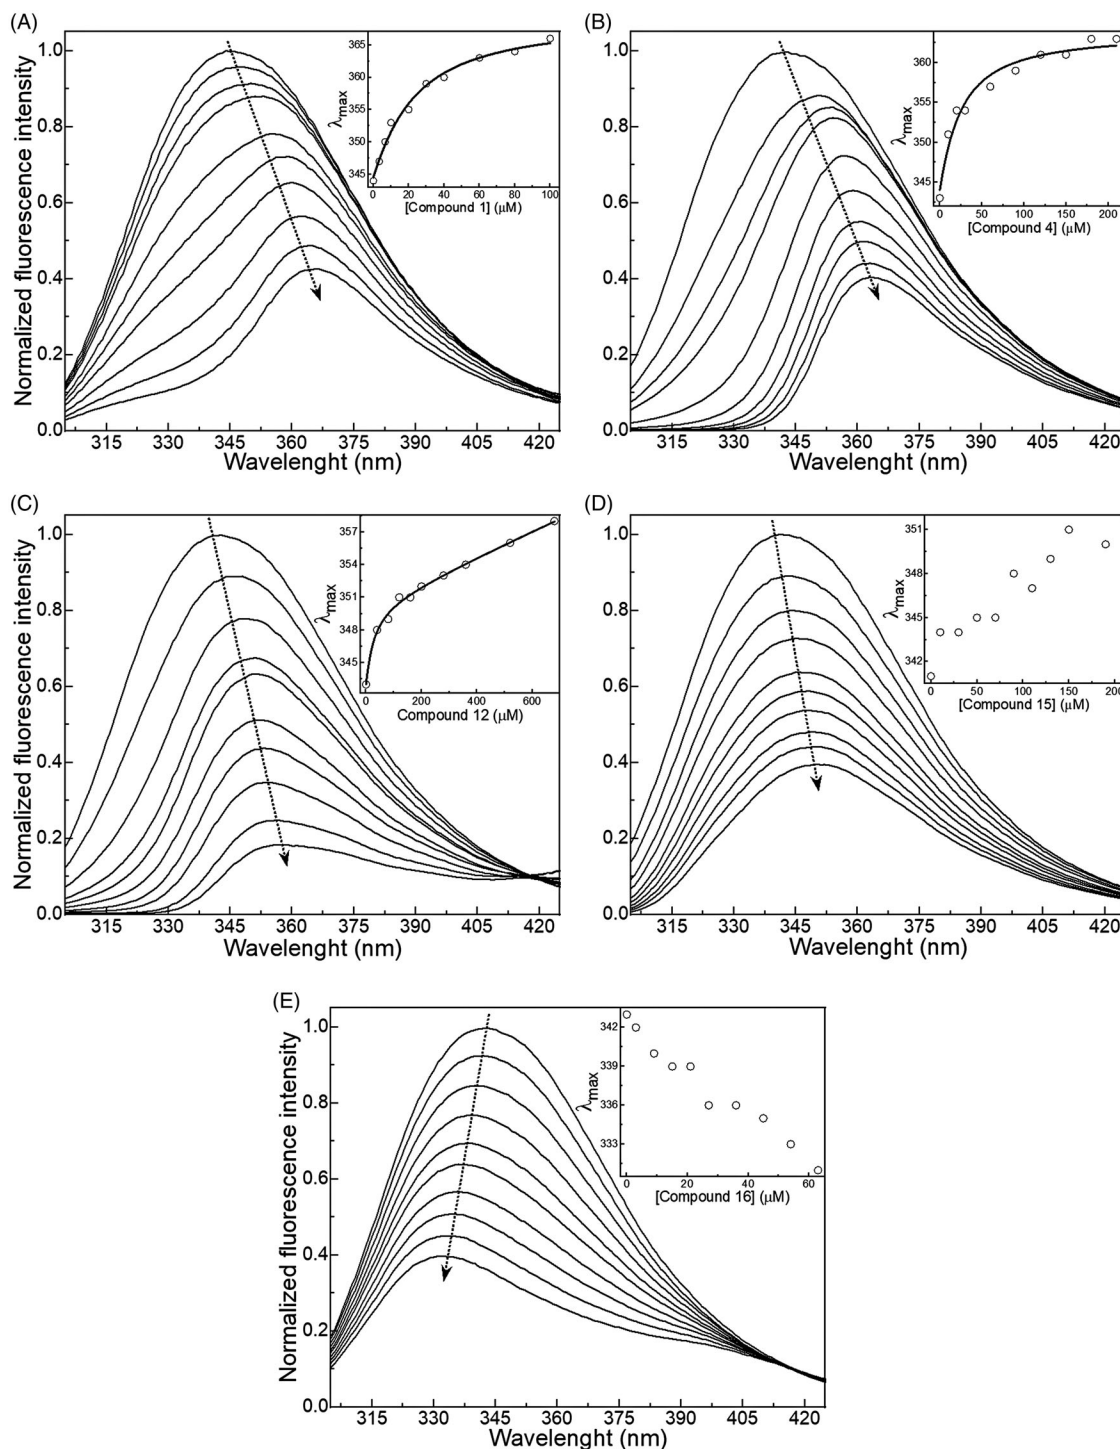 (A)
Normalized fluorescence intensity
1.0
0.8
0.6
0.4
0.2
0.0
315 330 345 360 375 390 405 420
Wavelenght (nm)
λmax
365
360
355
350
345
0 20 40 60 80 100
[Compound 1] (μM)
(B)
1.0
0.8
0.6
0.4
0.2
0.0
315 330 345 360 375 390 405 420
Wavelenght (nm)
λmax
360
355
350
345
0 50 100 150 200
[Compound 4] (μM)
(C)
Normalized fluorescence intensity
1.0
0.8
0.6
0.4
0.2
0.0
315 330 345 360 375 390 405 420
Wavelenght (nm)
λmax
357
354
351
348
345
0 200 400 600
Compound 12 (μM)
(D)
1.0
0.8
0.6
0.4
0.2
0.0
315 330 345 360 375 390 405 420
Wavelenght (nm)
λmax
351
348
345
342
0 50 100 150 200
[Compound 15] (μM)
(E)
Normalized fluorescence intensity
1.0
0.8
0.6
0.4
0.2
0.0
315 330 345 360 375 390 405 420
Wavelenght (nm)
λmax
342
339
336
333
0 20 40 60
[Compound 16] (μM)